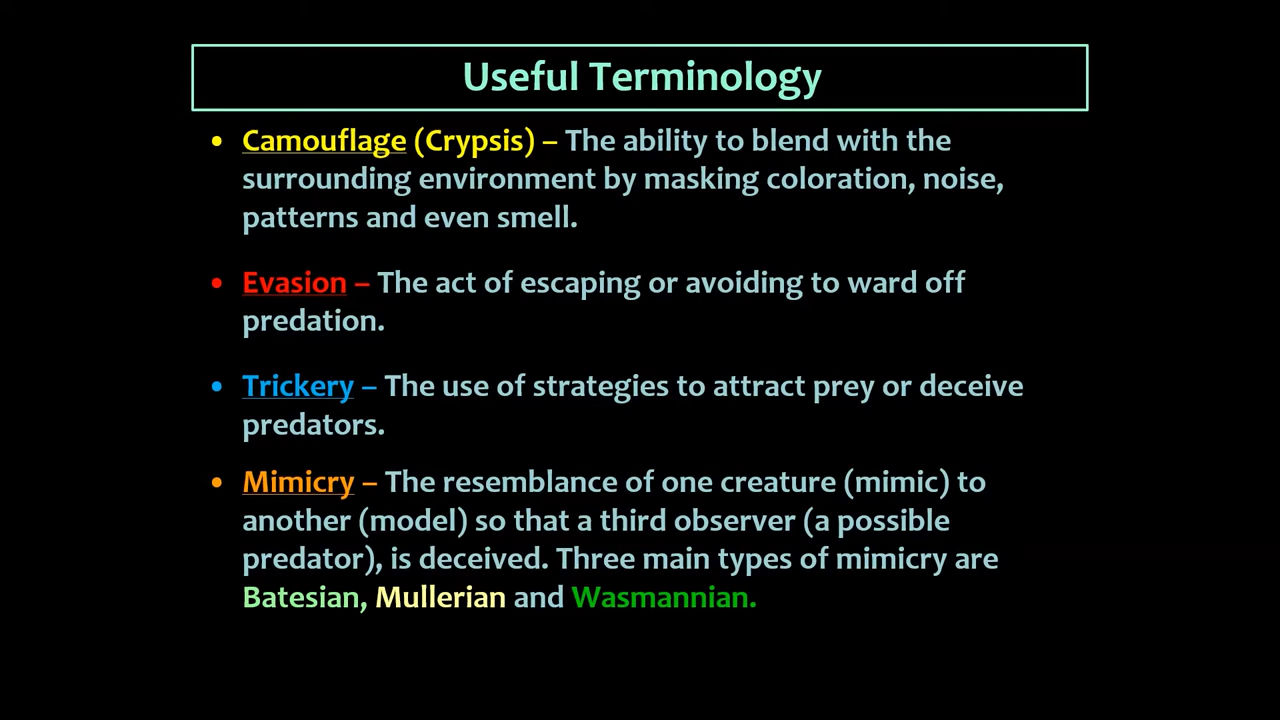 Useful Terminology
• Camouflage (Crypsis) – The ability to blend with the
surrounding environment by masking coloration, noise,
patterns and even smell.
• Evasion – The act of escaping or avoiding to ward off
predation.
• Trickery – The use of strategies to attract prey or deceive
predators.
• Mimicry – The resemblance of one creature (mimic) to
another (model) so that a third observer (a possible
predator), is deceived. Three main types of mimicry are
Batesian, Mullerian and Wasmannian.